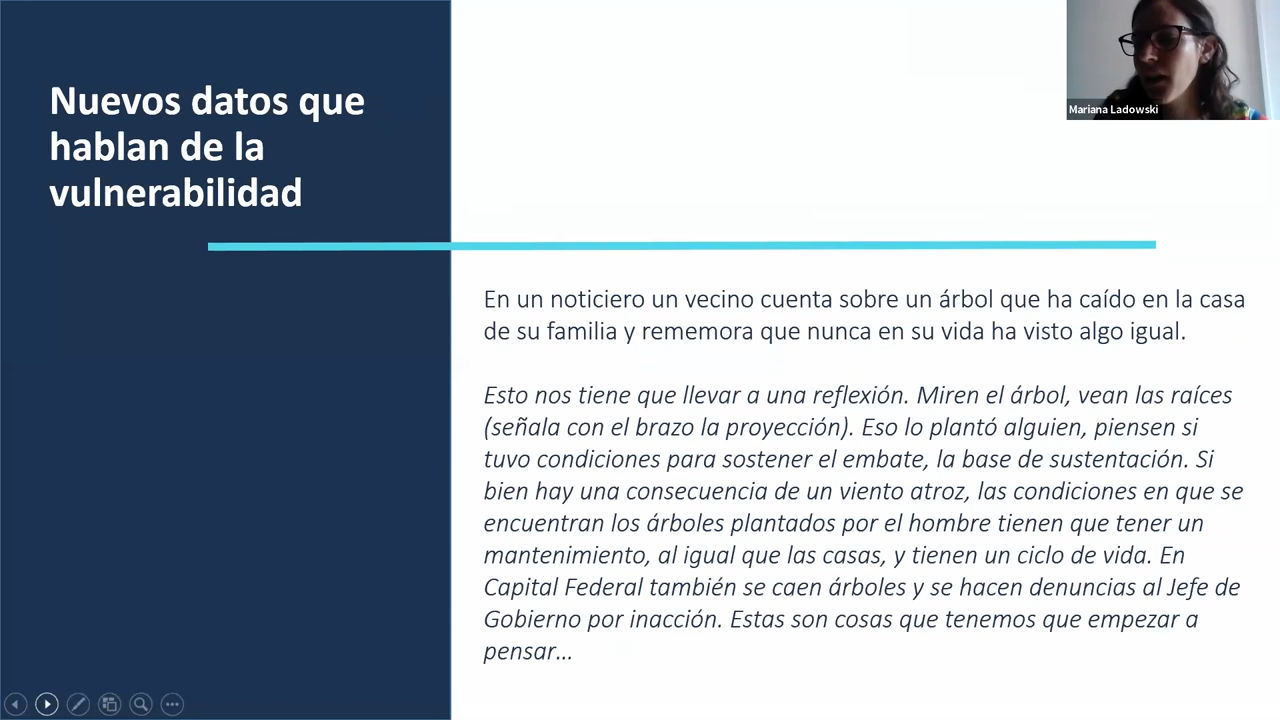 Nuevos datos que
hablan de la
vulnerabilidad
Mariana Ladowski
En un noticiero un vecino cuenta sobre un árbol que ha caído en la casa
de su familia y rememora que nunca en su vida ha visto algo igual.
Esto nos tiene que llevar a una reflexión. Miren el árbol, vean las raíces
(señala con el brazo la proyección). Eso lo plantó alguien, piensen si
tuvo condiciones para sostener el embate, la base de sustentación. Si
bien hay una consecuencia de un viento atroz, las condiciones en que se
encuentran los árboles plantados por el hombre tienen que tener un
mantenimiento, al igual que las casas, y tienen un ciclo de vida. En
Capital Federal también se caen árboles y se hacen denuncias al Jefe de
Gobierno por inacción. Estas son cosas que tenemos que empezar a
pensar…